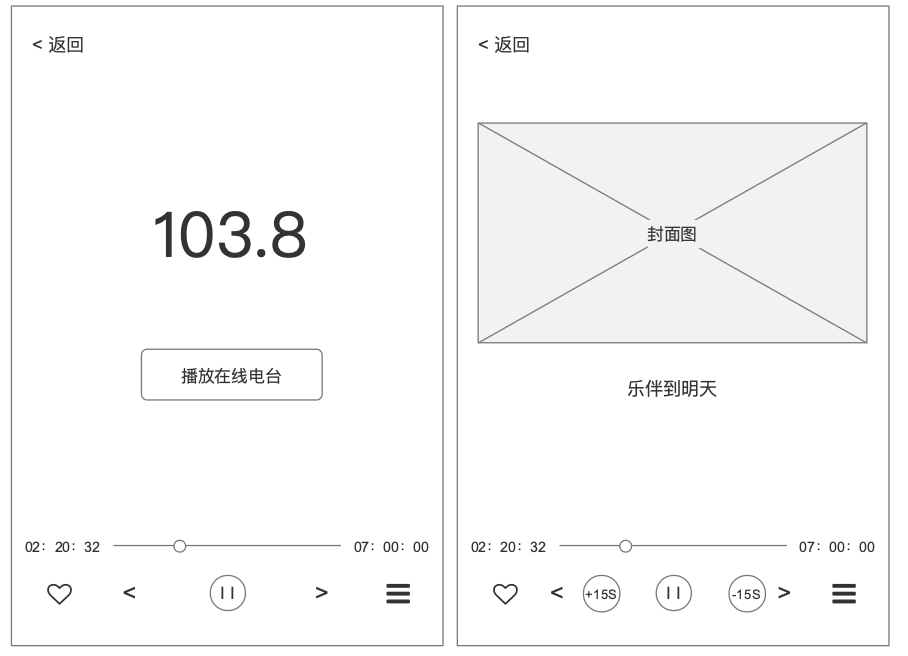 < 返回
103.8
播放在线电台
02：20：32
07：00：00
<
>
< 返回
封面图
乐伴到明天
02：20：32
07：00：00
<
+15S
-15S
>